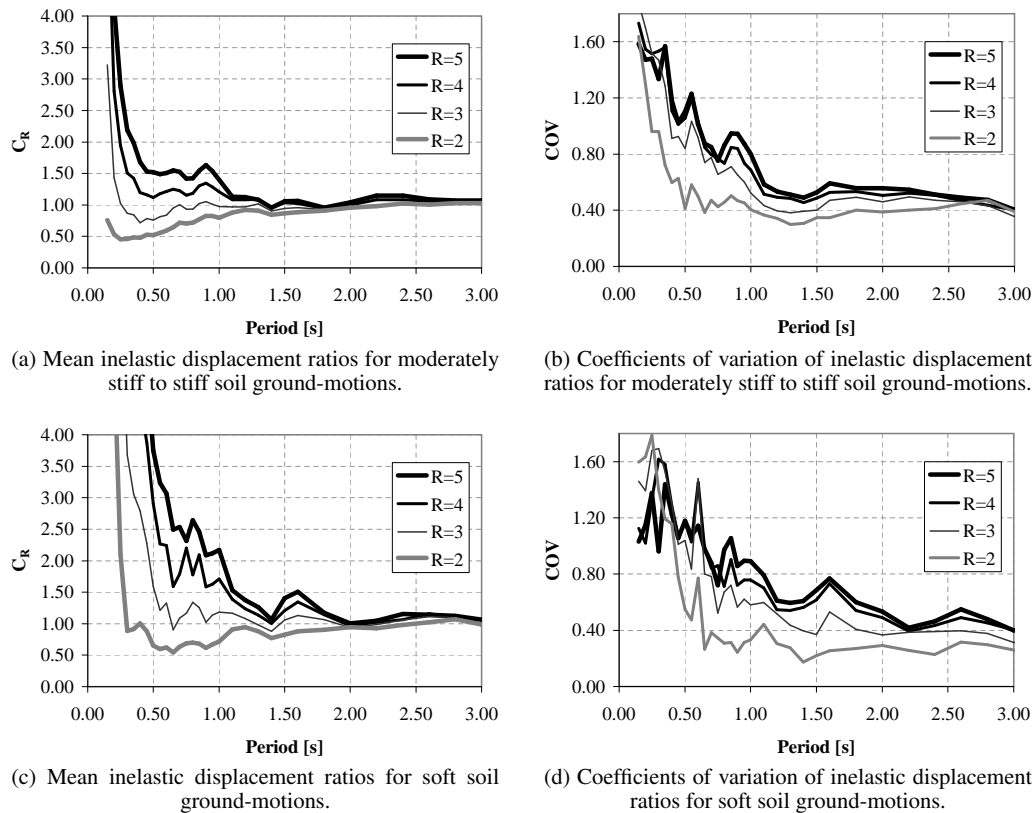 4.00
3.50
3.00
2.50
2.00
1.50
1.00
0.50
0.00
C_R
R=5
R=4
R=3
R=2
0.00 0.50 1.00 1.50 2.00 2.50 3.00
Period [s]
(a) Mean inelastic displacement ratios for moderately
stiff to stiff soil ground-motions.
1.60
1.20
0.80
0.40
0.00
COV
R=5
R=4
R=3
R=2
0.00 0.50 1.00 1.50 2.00 2.50 3.00
Period [s]
(b) Coefficients of variation of inelastic displacement
ratios for moderately stiff to stiff soil ground-motions.
4.00
3.50
3.00
2.50
2.00
1.50
1.00
0.50
0.00
C_R
R=5
R=4
R=3
R=2
0.00 0.50 1.00 1.50 2.00 2.50 3.00
Period [s]
(c) Mean inelastic displacement ratios for soft soil
ground-motions.
1.60
1.20
0.80
0.40
0.00
COV
R=5
R=4
R=3
R=2
0.00 0.50 1.00 1.50 2.00 2.50 3.00
Period [s]
(d) Coefficients of variation of inelastic displacement
ratios for soft soil ground-motions.